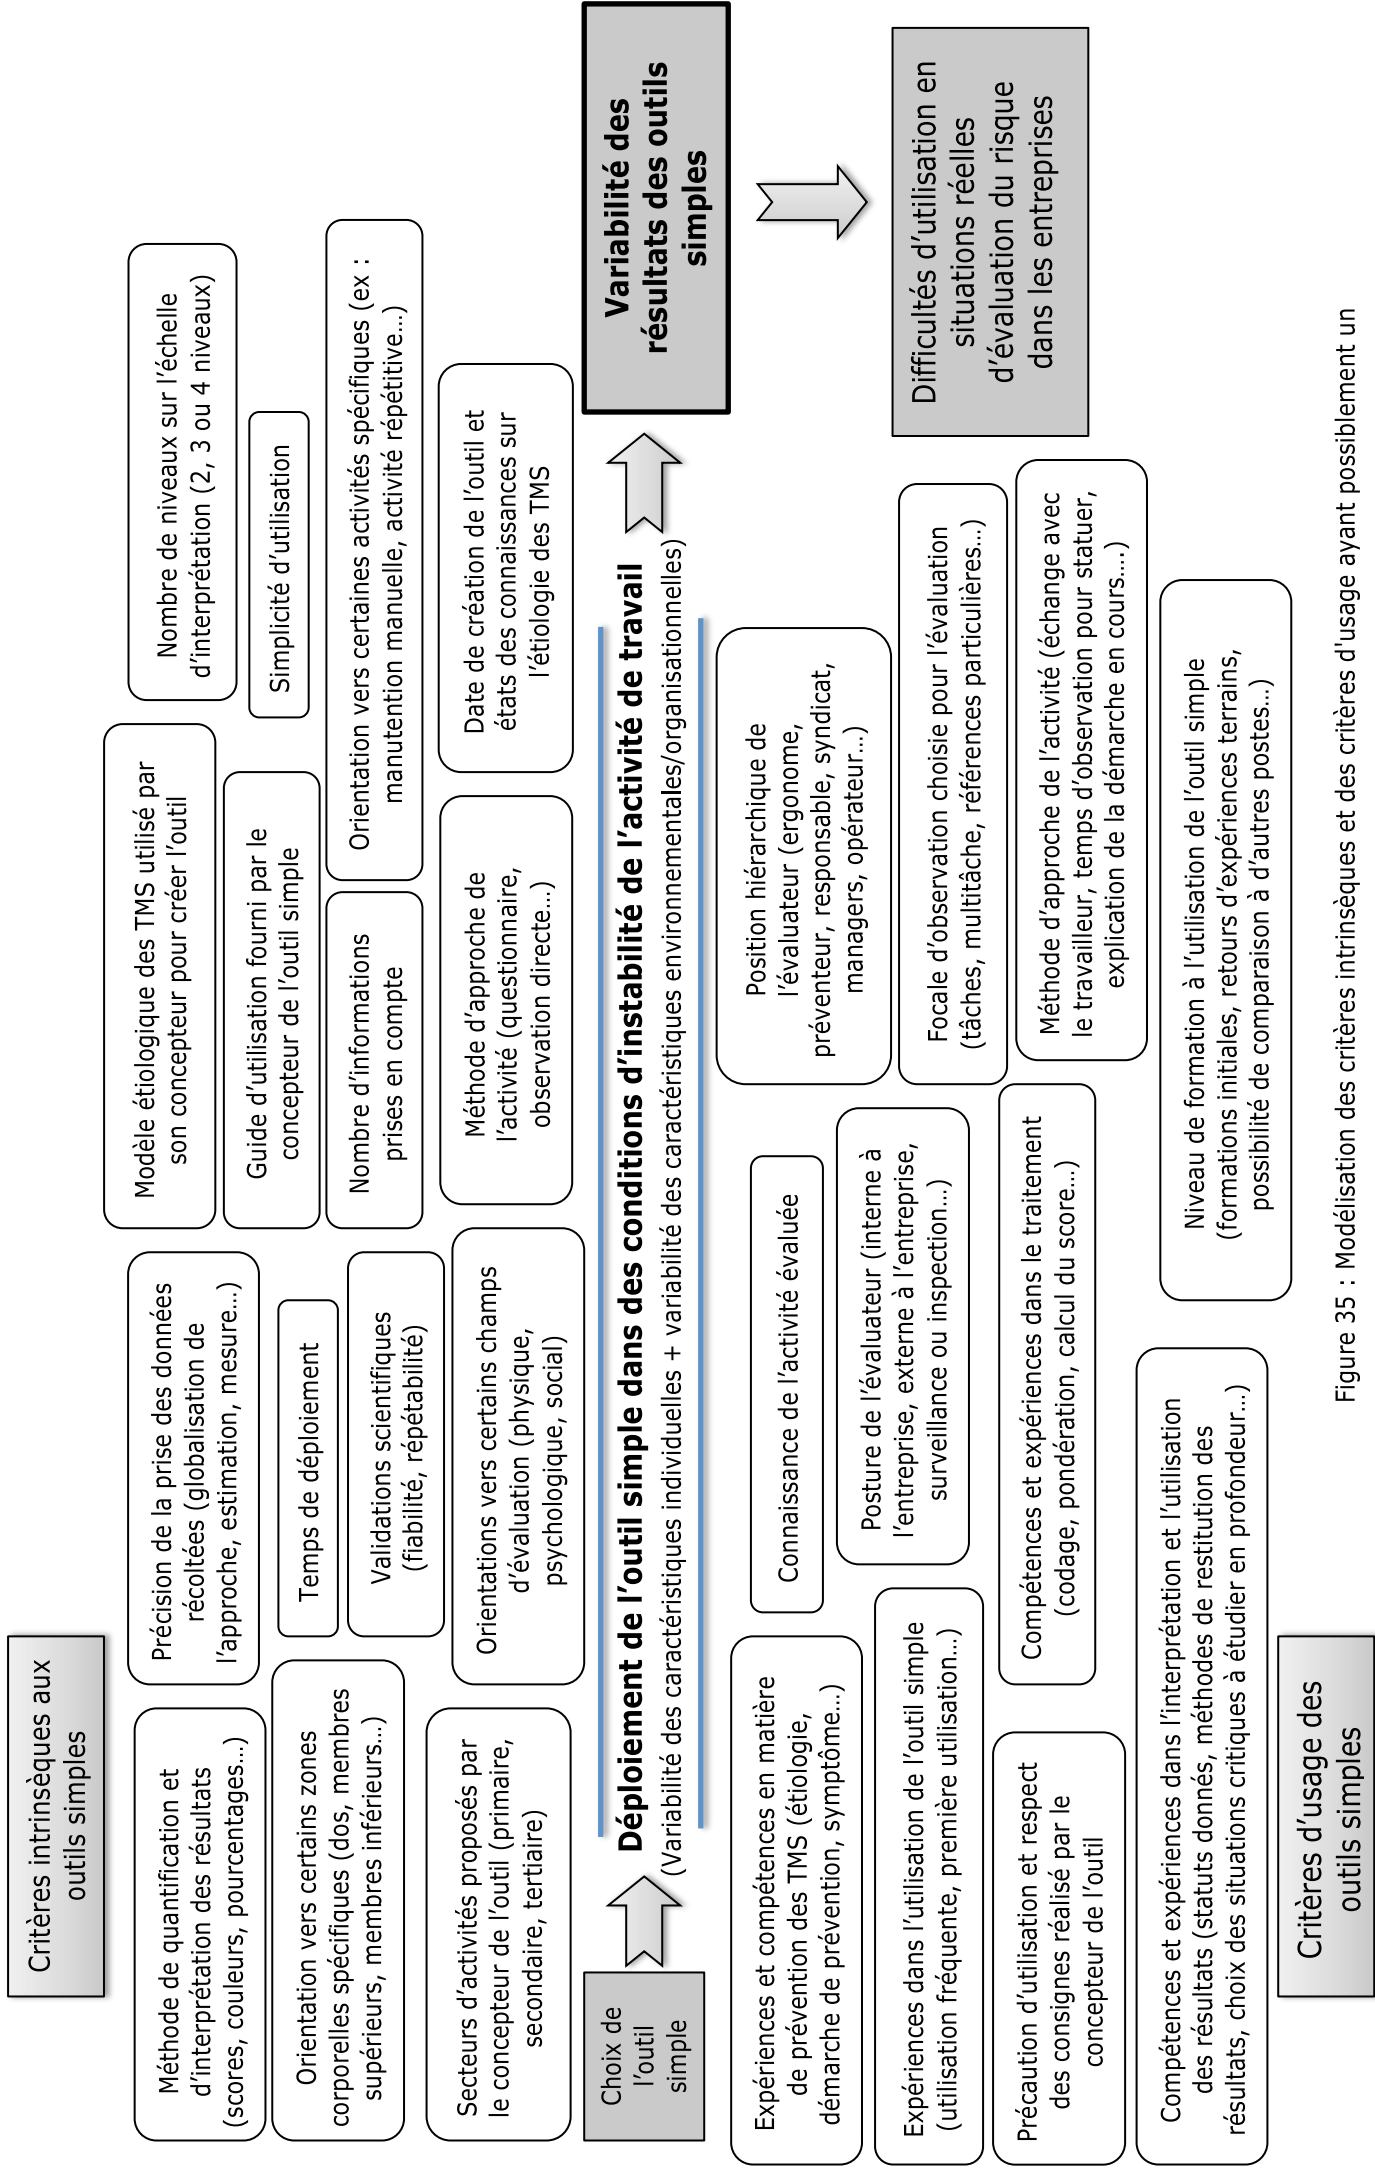 Critères intrinsèques aux
outils simples
Méthode de quantification et
d'interprétation des résultats
(scores, couleurs, pourcentages...)
Précision de la prise des données
récoltées (globalisation de
l'approche, estimation, mesure...)
Modèle étiologique des TMS utilisé par
son concepteur pour créer l'outil
Nombre de niveaux sur l'échelle
d'interprétation (2, 3 ou 4 niveaux)
Orientation vers certains zones
corporelles spécifiques (dos, membres
supérieurs, membres inférieurs...)
Temps de déploiement
Guide d'utilisation fourni par le
concepteur de l'outil simple
Simplicité d'utilisation
Validations scientifiques
(fiabilité, répétabilité)
Nombre d'informations
prises en compte
Orientation vers certaines activités spécifiques (ex :
manutention manuelle, activité répétitive...)
Secteurs d'activités proposés par
le concepteur de l'outil (primaire,
secondaire, tertiaire)
Orientations vers certains champs
d'évaluation (physique,
psychologique, social)
Méthode d'approche de
l'activité (questionnaire,
observation directe...)
Date de création de l'outil et
états des connaissances sur
l'étiologie des TMS
Choix de
l'outil
simple
Déploiement de l'outil simple dans des conditions d'instabilité de l'activité de travail
(Variabilité des caractéristiques individuelles + variabilité des caractéristiques environnementales/organisationnelles)
Variabilité des
résultats des outils
simples
Expériences et compétences en matière
de prévention des TMS (étiologie,
démarche de prévention, symptôme...)
Connaissance de l'activité évaluée
Position hiérarchique de
l'évaluateur (ergonome,
préventeur, responsable, syndicat,
managers, opérateur...)
Posture de l'évaluateur (interne à
l'entreprise, externe à l'entreprise,
surveillance ou inspection...)
Expériences dans l'utilisation de l'outil simple
(utilisation fréquente, première utilisation...)
Focale d'observation choisie pour l'évaluation
(tâches, multitâche, références particulières...)
Difficultés d'utilisation en
situations réelles
d'évaluation du risque
dans les entreprises
Précaution d'utilisation et respect
des consignes réalisé par le
concepteur de l'outil
Compétences et expériences dans le traitement
(codage, pondération, calcul du score...)
Méthode d'approche de l'activité (échange avec
le travailleur, temps d'observation pour statuer,
explication de la démarche en cours....)
Compétences et expériences dans l'interprétation et l'utilisation
des résultats (statuts donnés, méthodes de restitution des
résultats, choix des situations critiques à étudier en profondeur...)
Niveau de formation à l'utilisation de l'outil simple
(formations initiales, retours d'expériences terrains,
possibilité de comparaison à d'autres postes...)
Critères d'usage des
outils simples
Figure 35 : Modélisation des critères intrinsèques et des critères d'usage ayant possiblement un